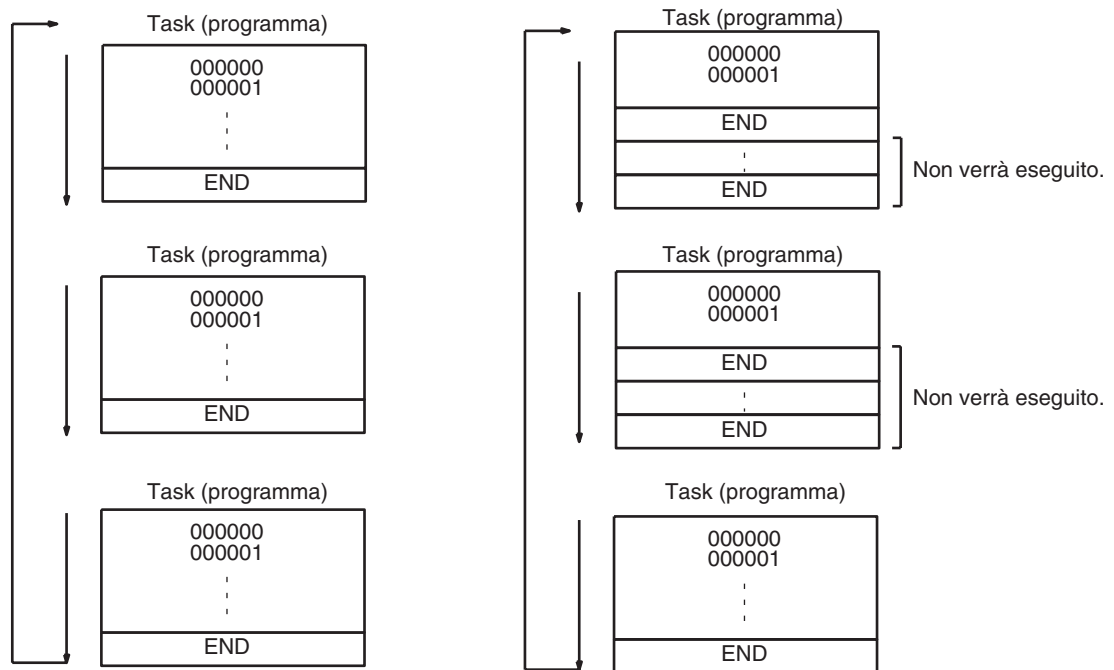 Task (programma)
000000
000001
END
Task (programma)
000000
000001
END
Task (programma)
000000
000001
END
Task (programma)
000000
000001
END
END
Non verrà eseguito.
Task (programma)
000000
000001
END
END
Non verrà eseguito.
Task (programma)
000000
000001
END